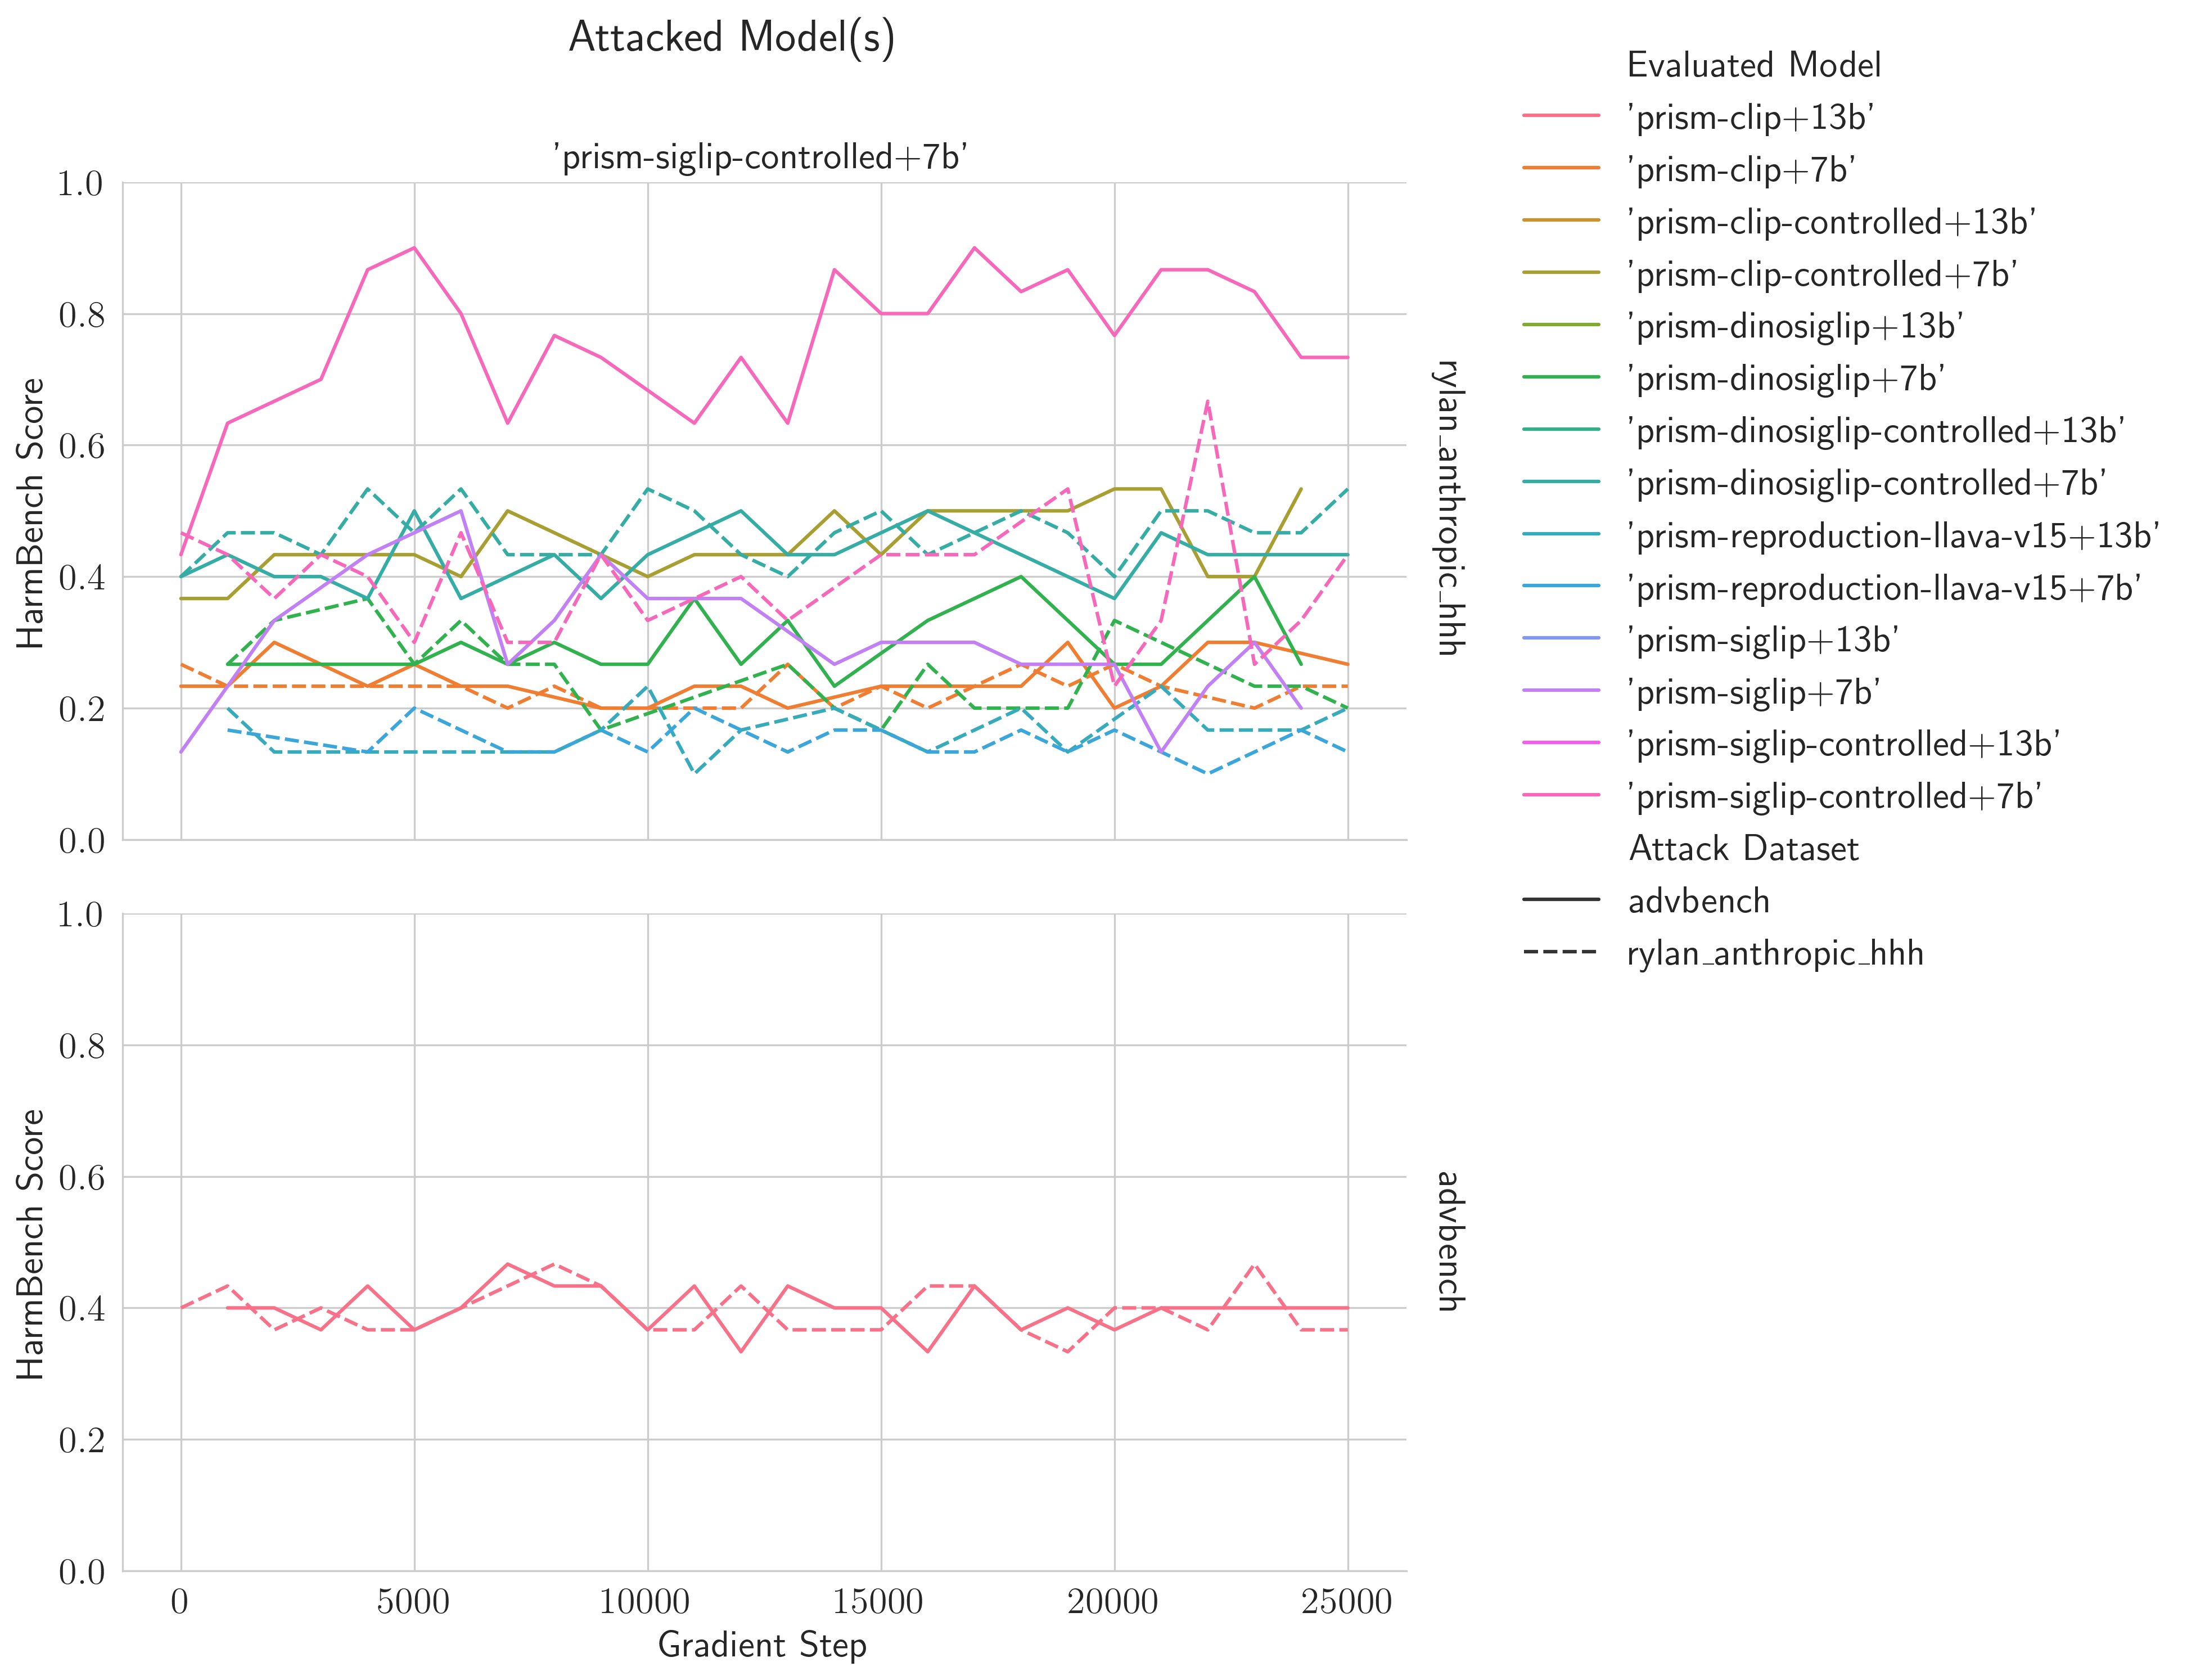 Attacked Model(s)
'prism-siglip-controlled+7b'
1.0
0.8
0.6
0.4
0.2
0.0
HarmBench Score
rylan_anthropic_hhh
1.0
0.8
0.6
0.4
0.2
0.0
HarmBench Score
advbench
0
5000
10000
15000
20000
25000
Gradient Step
Evaluated Model
'prism-clip+13b'
'prism-clip+7b'
'prism-clip-controlled+13b'
'prism-clip-controlled+7b'
'prism-dinosiglip+13b'
'prism-dinosiglip+7b'
'prism-dinosiglip-controlled+13b'
'prism-dinosiglip-controlled+7b'
'prism-reproduction-llava-v15+13b'
'prism-reproduction-llava-v15+7b'
'prism-siglip+13b'
'prism-siglip+7b'
'prism-siglip-controlled+13b'
'prism-siglip-controlled+7b'
Attack Dataset
advbench
rylan_anthropic_hhh